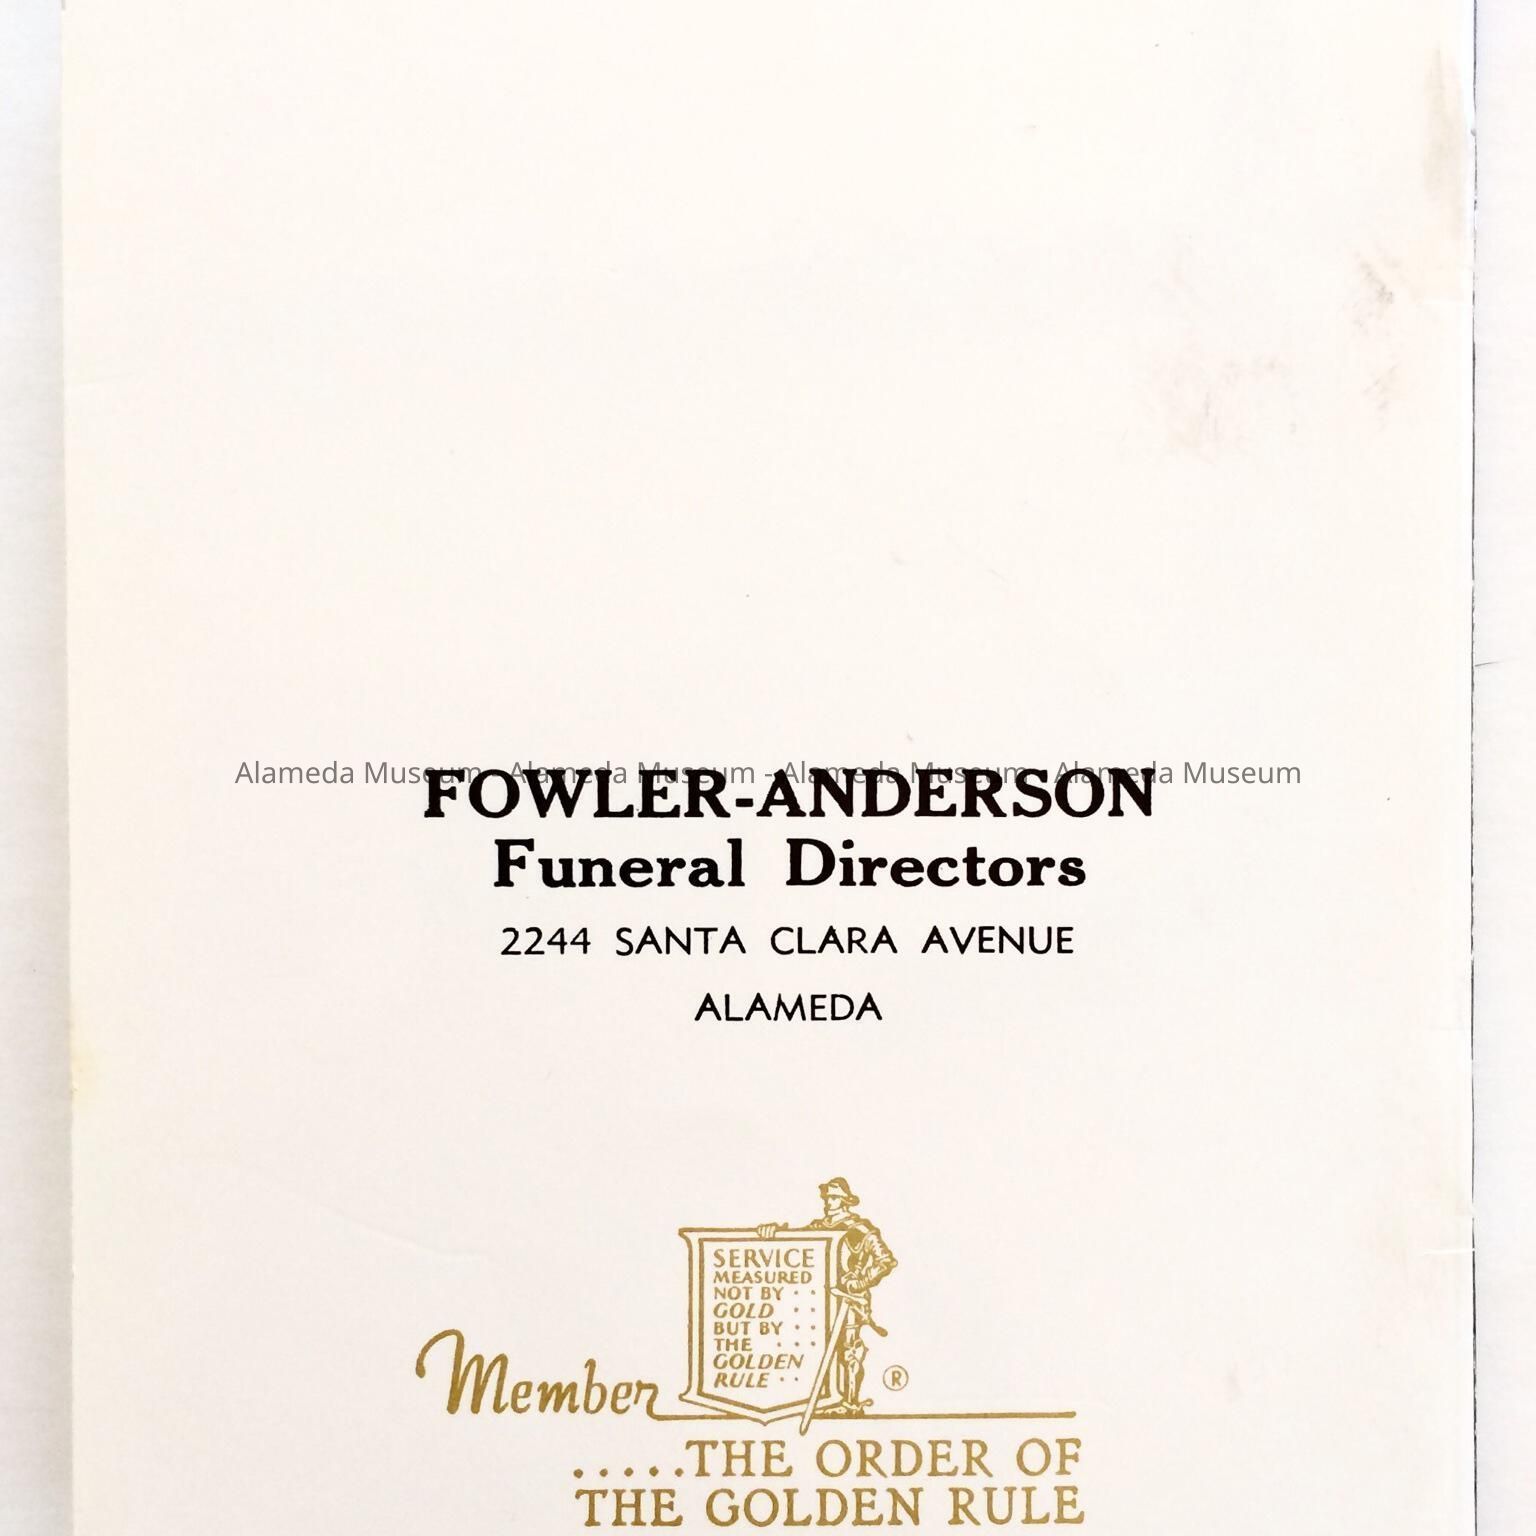 Alameda Museum - Alameda Museum - Alameda Museum - Alameda Museum
FOWLER-ANDERSON
Funeral Directors
2244 SANTA CLARA AVENUE
ALAMEDA
SERVICE
MEASURED
NOT BY . .
GOLD . .
BUT BY . .
THE . . .
GOLDEN
RULE . .
®
Member
.....THE ORDER OF
THE GOLDEN RULE